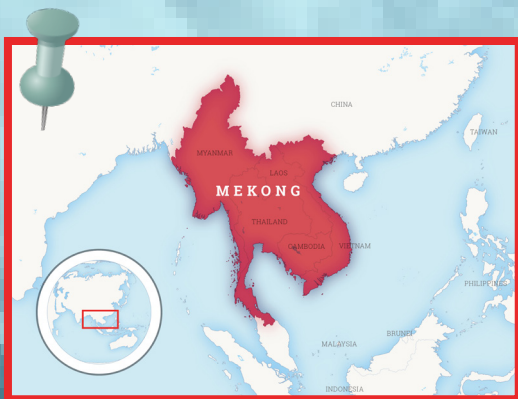 CHINA
TAIWAN
MYANMAR
LAOS
MEKONG
THAILAND
CAMBODIA
VIETNAM
PHILIPPINES
BRUNEI
MALAYSIA
INDONESIA